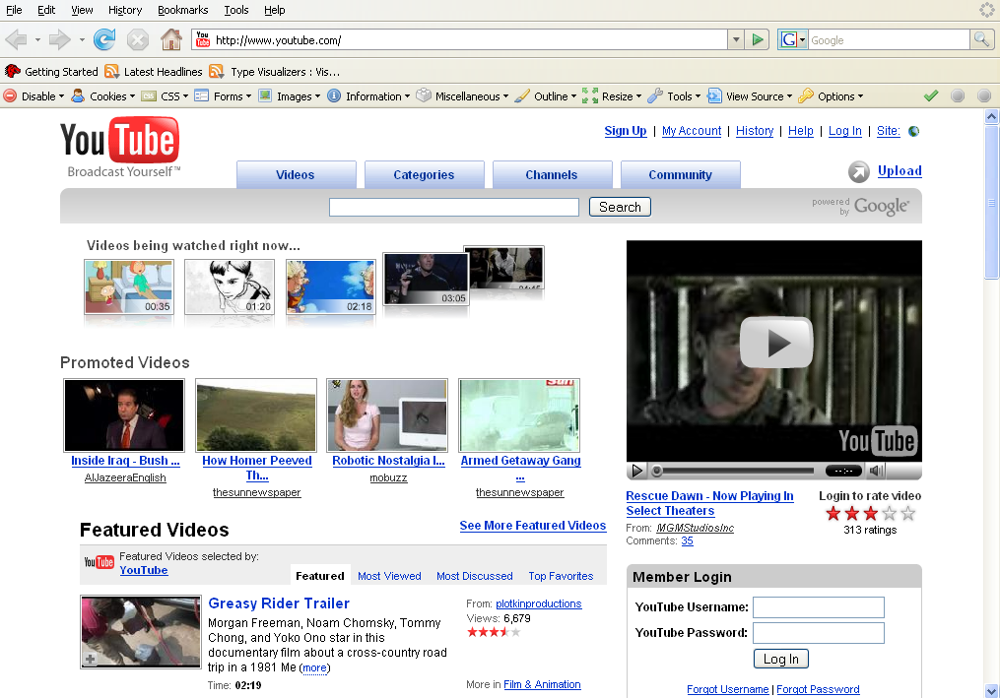 File Edit View History Bookmarks Tools Help
You Tube http://www.youtube.com/ G Google
Getting Started Latest Headlines Type Visualizers : Vis...
Disable Cookies CSS Forms Images Information Miscellaneous Outline Resize Tools View Source Options
YouTube
Broadcast Yourself™
Sign Up | My Account | History | Help | Log In | Site:
Videos Categories Channels Community Upload
Search powered by Google™
Videos being watched right now...
00:35 01:20 02:18 03:05
Promoted Videos
Sun
Inside Iraq - Bush ...
AlJazeeraEnglish
How Homer Peeved
Th...
thesunnewspaper
Robotic Nostalgia I...
mobuzz
Armed Getaway Gang
...
thesunnewspaper
YouTube
--:--
Rescue Dawn - Now Playing In
Select Theaters
From: MGMStudiosInc
Comments: 35
Login to rate video
313 ratings
Featured Videos
See More Featured Videos
YouTube
Featured Videos selected by:
YouTube
Featured Most Viewed Most Discussed Top Favorites
Greasy Rider Trailer
Morgan Freeman, Noam Chomsky, Tommy
Chong, and Yoko Ono star in this
documentary film about a cross-country road
trip in a 1981 Me (more)
Time: 02:19
From: plotkinproductions
Views: 6,679
More in Film & Animation
Member Login
YouTube Username:
YouTube Password:
Log In
Forgot Username | Forgot Password